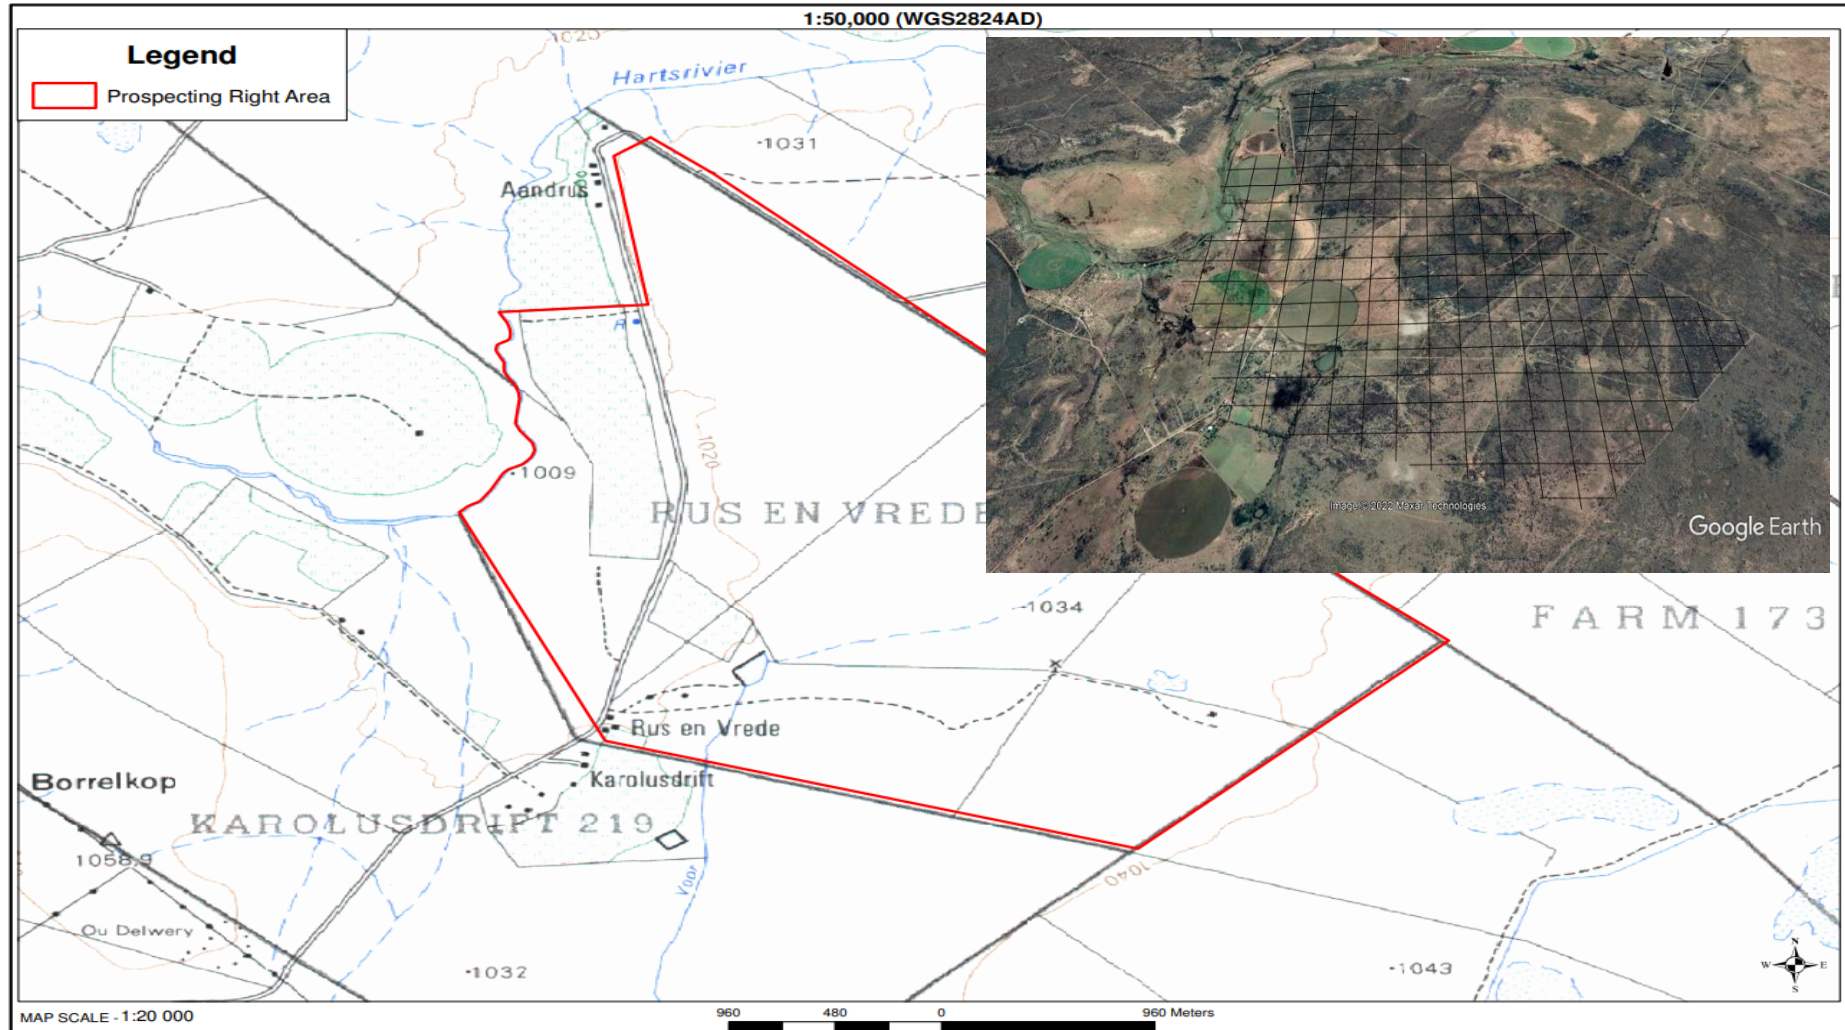 1:50,000 (WGS2824AD)
Legend
Prospecting Right Area
1020
Hartsrivier
1031
Aandrus
R
1020
1009
RUS EN VREDE
Image © 2022 Maxar Technologies
Google Earth
1034
FARM 173
Rus en Vrede
Karolusdrift
Borrelkop
KAROLUSDRIFT 219
1058,9
1040
Voor
Ou Delwery
1032
1043
N
W E
S
MAP SCALE - 1:20 000
960 480 0 960 Meters